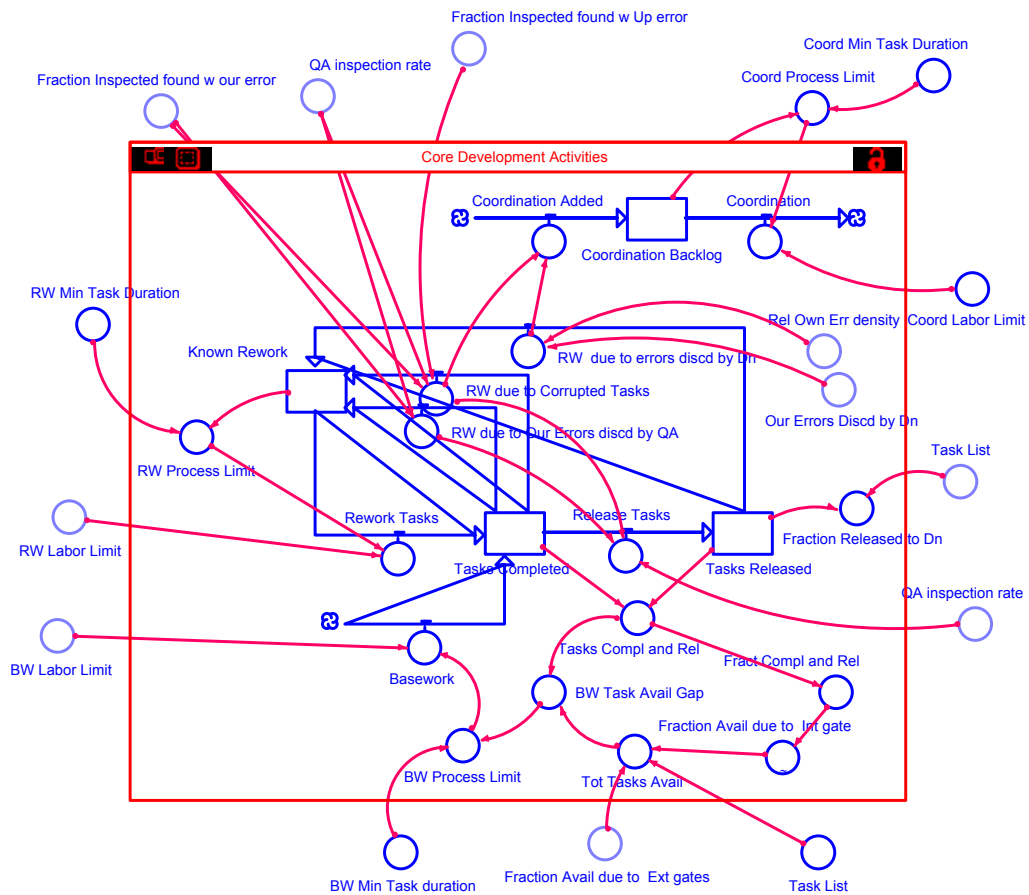 Fraction Inspected found w Up error
Coord Min Task Duration
QA inspection rate
Coord Process Limit
Fraction Inspected found w our error
Core Development Activities
Coordination Added
Coordination
Coordination Backlog
RW Min Task Duration
Rel Own Err density
Coord Labor Limit
Known Rework
RW  due to errors discd by Dn
RW due to Corrupted Tasks
Our Errors Discd by Dn
RW due to Our Errors discd by QA
Task List
RW Process Limit
Rework Tasks
Release Tasks
Fraction Released to Dn
RW Labor Limit
Tasks Completed
Tasks Released
QA inspection rate
Tasks Compl and Rel
Fract Compl and Rel
BW Labor Limit
Basework
BW Task Avail Gap
Fraction Avail due to  Int gate
~
BW Process Limit
Tot Tasks Avail
BW Min Task duration
Fraction Avail due to  Ext gates
Task List